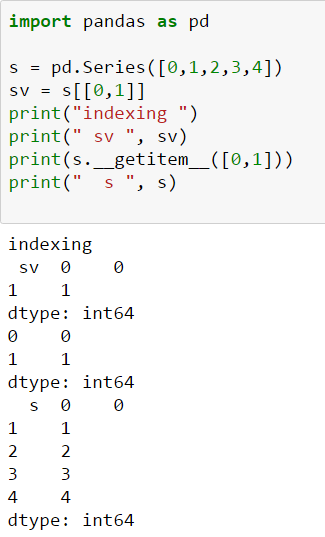 import pandas as pd
s = pd.Series([0,1,2,3,4])
sv = s[[0,1]]
print("indexing ")
print(" sv ", sv)
print(s.__getitem__([0,1]))
print("  s ", s)
indexing
 sv  0    0
1    1
dtype: int64
0    0
1    1
dtype: int64
  s  0    0
1    1
2    2
3    3
4    4
dtype: int64